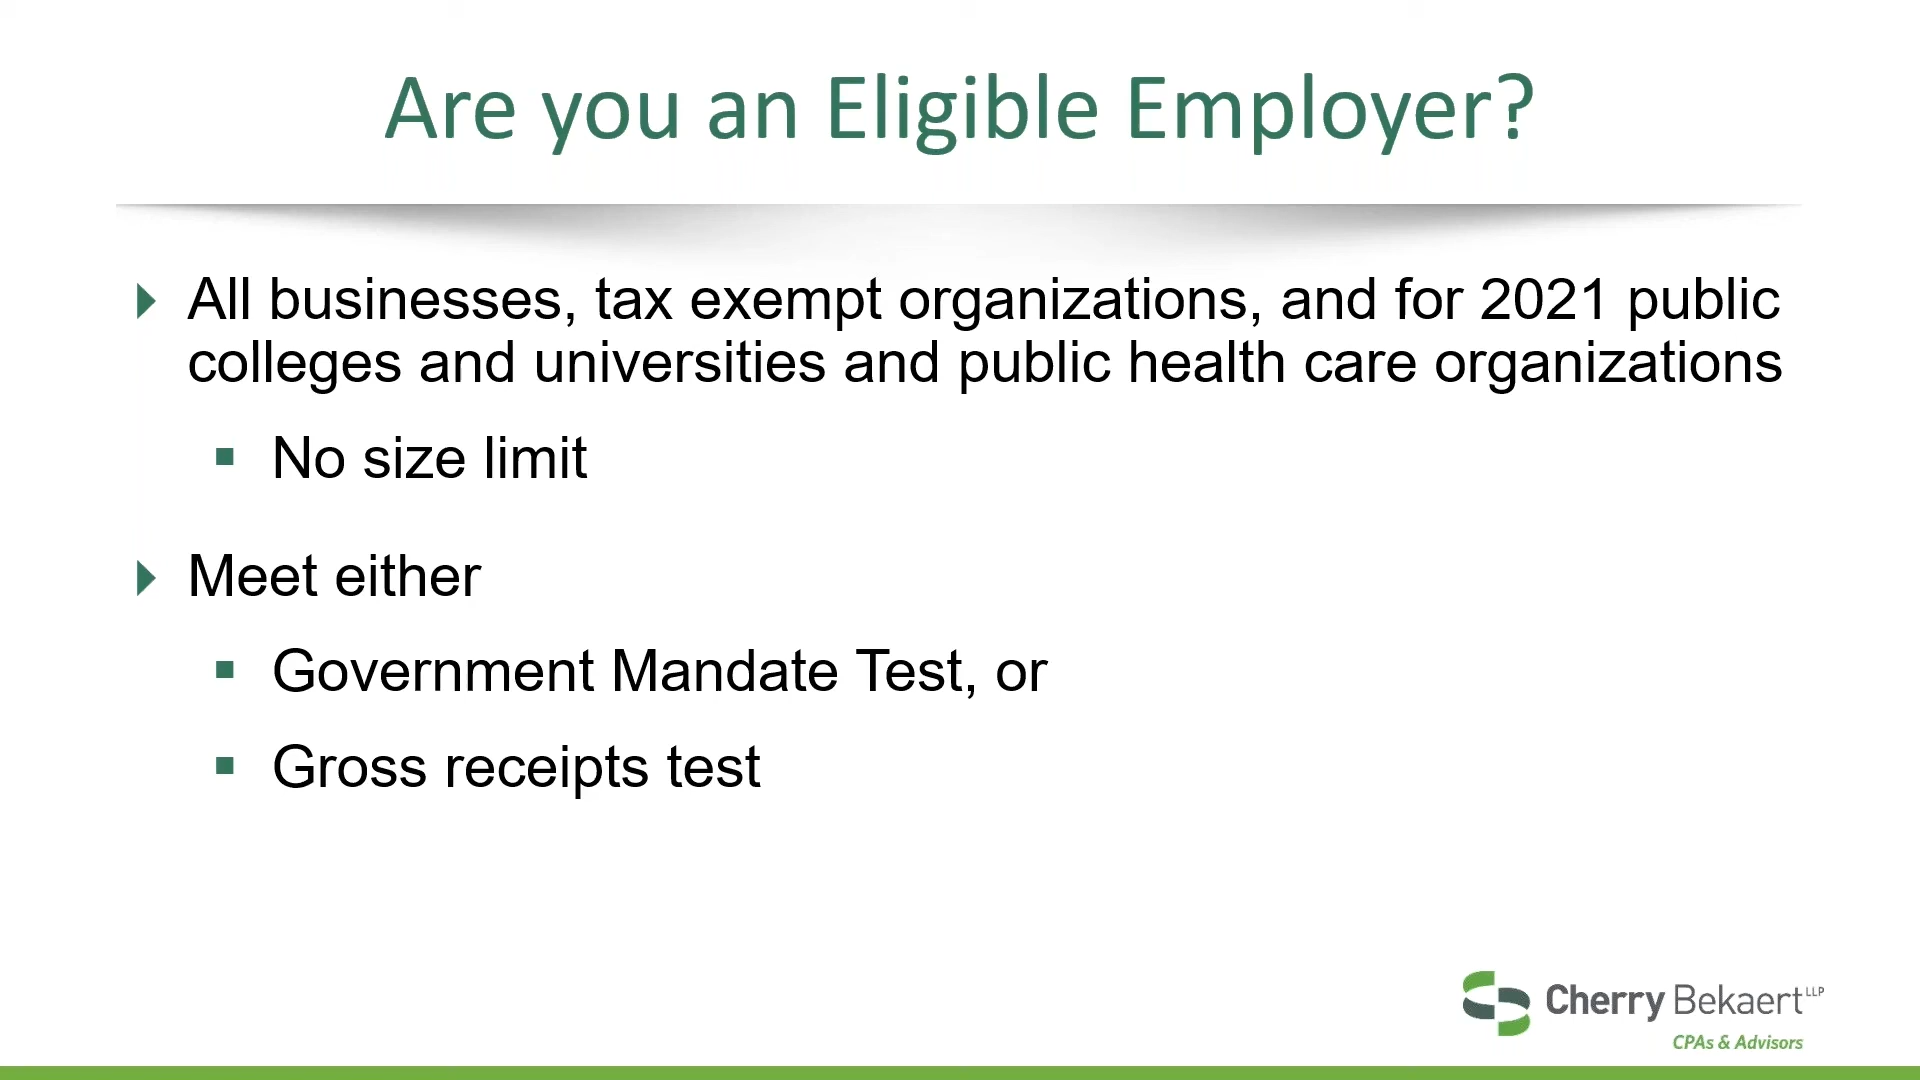 Are you an Eligible Employer?
All businesses, tax exempt organizations, and for 2021 public
colleges and universities and public health care organizations
No size limit
Meet either
Government Mandate Test, or
Gross receipts test
Cherry Bekaert LLP
CPAs & Advisors